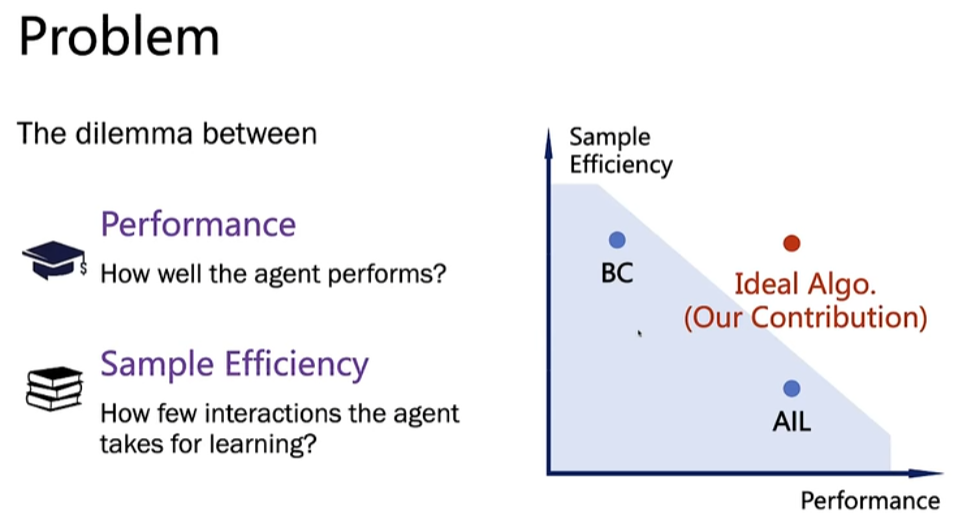 Problem
The dilemma between
Performance
How well the agent performs?
Sample Efficiency
How few interactions the agent
takes for learning?
Sample
Efficiency
BC
Ideal Algo.
(Our Contribution)
AIL
Performance